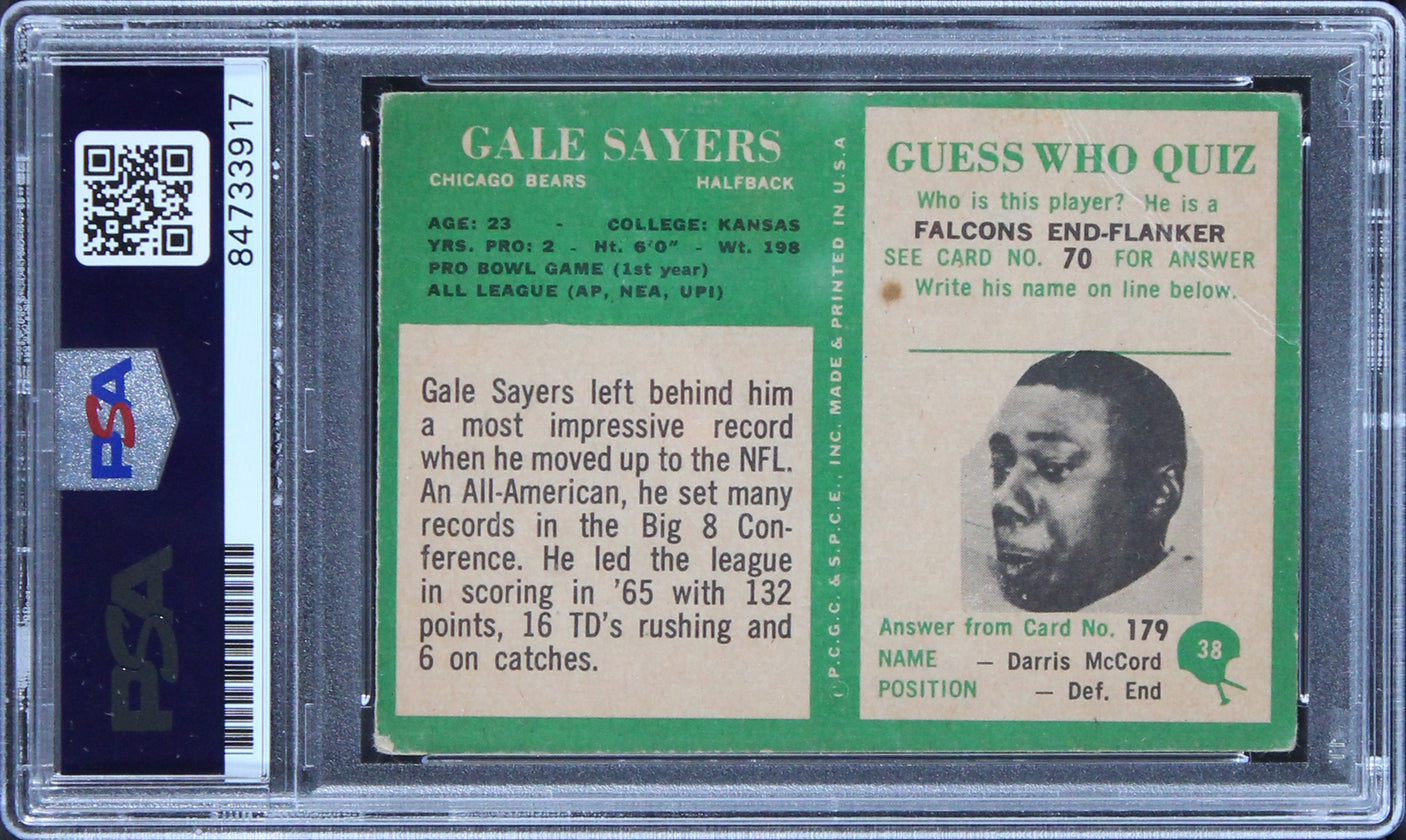 PSA
84733917
PSA
GALE SAYERS
CHICAGO BEARS HALFBACK
AGE: 23 - COLLEGE: KANSAS
YRS. PRO: 2 - Ht. 6'0" - Wt. 198
PRO BOWL GAME (1st year)
ALL LEAGUE (AP, NEA, UPI)
Gale Sayers left behind him
a most impressive record
when he moved up to the NFL.
An All-American, he set many
records in the Big 8 Con-
ference. He led the league
in scoring in '65 with 132
points, 16 TD's rushing and
6 on catches.
©P.C.G.C. & S.P.C.E., INC. MADE & PRINTED IN U.S.A
GUESS WHO QUIZ
Who is this player? He is a
FALCONS END-FLANKER
SEE CARD NO. 70 FOR ANSWER
Write his name on line below.
Answer from Card No. 179
NAME — Darris McCord
POSITION — Def. End
38
PSA